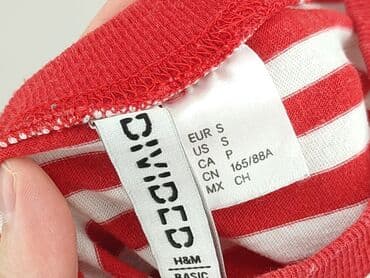 DIVIDED
H&M
BASIC
EUR S
US S
CA P
CN 165/88A
MX CH